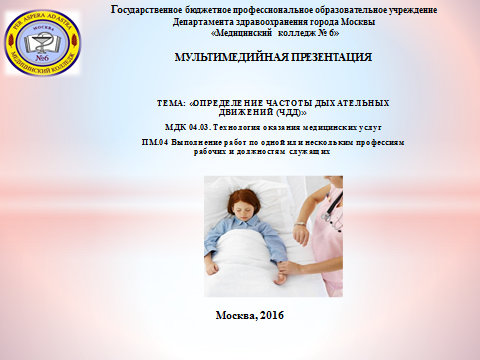 Государственное бюджетное профессиональное образовательное учреждение
Департамента здравоохранения города Москвы
«Медицинский колледж № 6»
PER ASPERA AD ASTRA
МОСКВА
№6
МЕДИЦИНСКИЙ КОЛЛЕДЖ
МУЛЬТИМЕДИЙНАЯ ПРЕЗЕНТАЦИЯ
ТЕМА: «ОПРЕДЕЛЕНИЕ ЧАСТОТЫ ДЫХАТЕЛЬНЫХ
ДВИЖЕНИЙ (ЧДД)»
МДК 04.03. Технология оказания медицинских услуг
ПМ.04 Выполнение работ по одной или нескольким профессиям
рабочих и должностям служащих
Москва, 2016